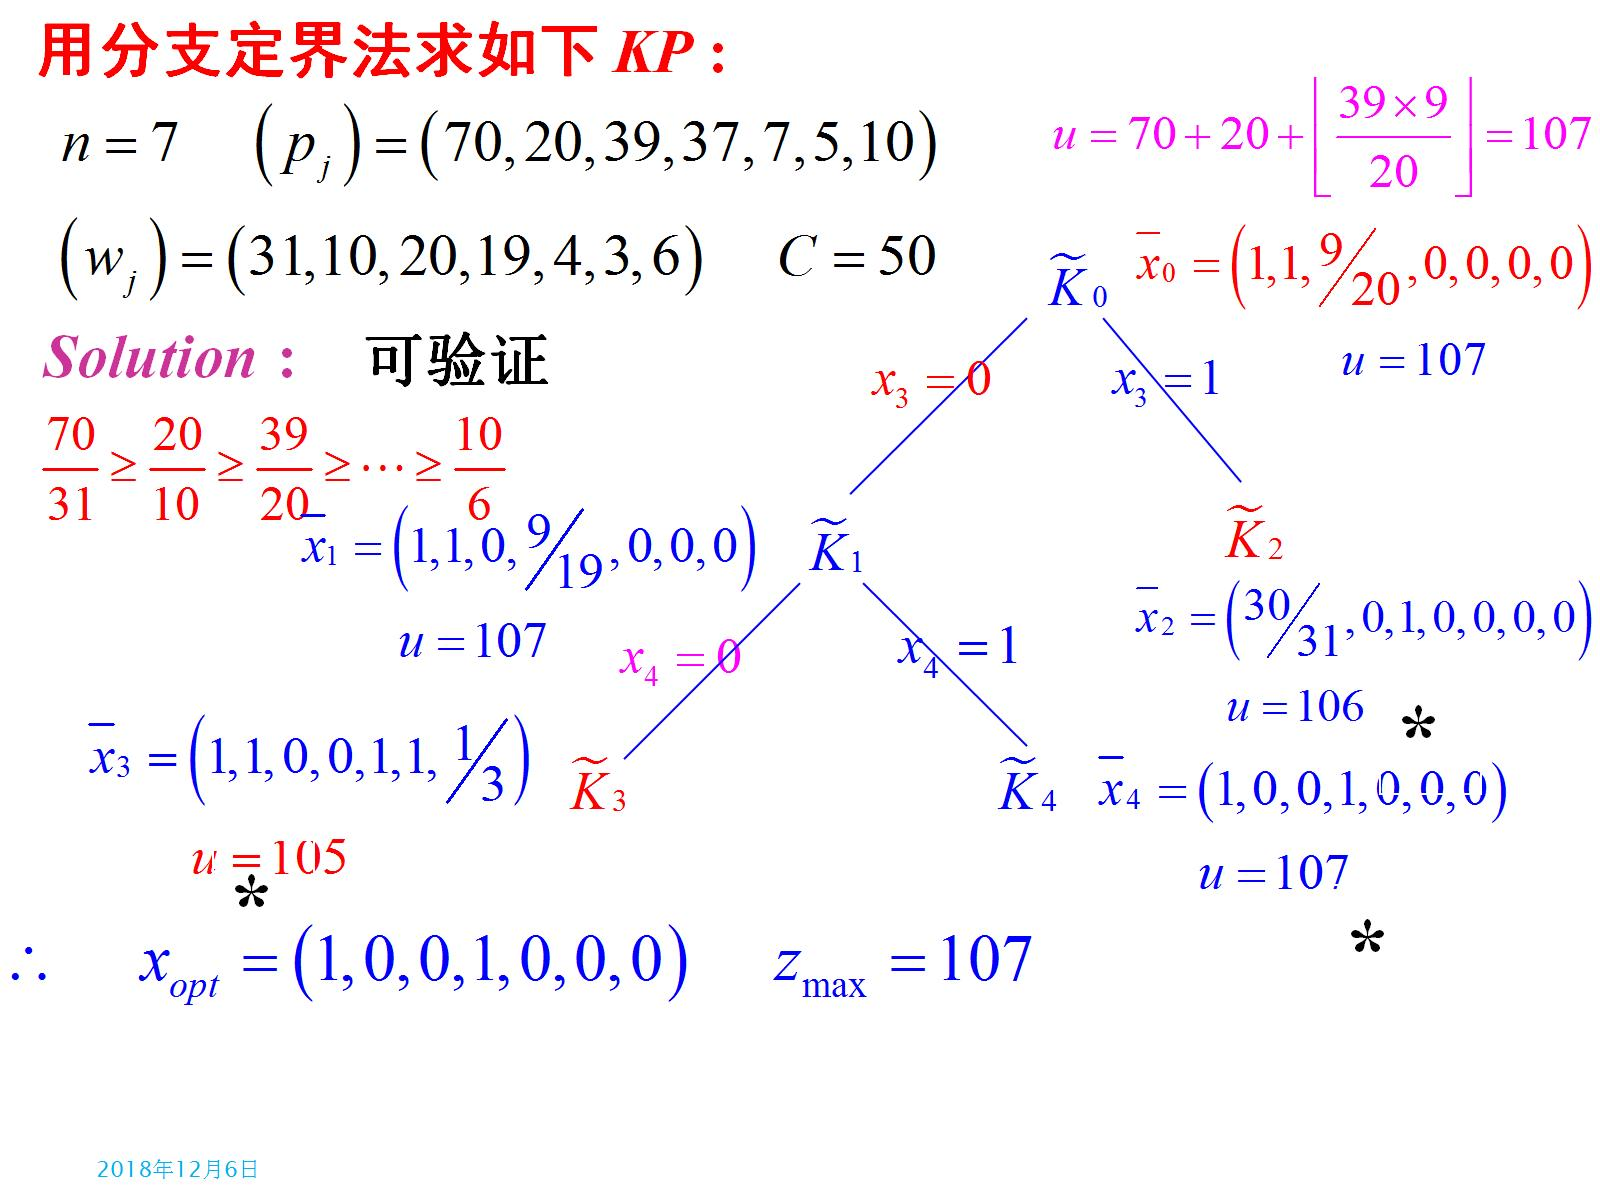 用分支定界法求如下 KP :
n = 7 (p_j) = (70, 20, 39, 37, 7, 5, 10)
u = 70 + 20 + ⌊39×9/20⌋ = 107
(w_j) = (31, 10, 20, 19, 4, 3, 6) C = 50
K̃0 x̄0 = (1, 1, 9/20, 0, 0, 0, 0)
u = 107
Solution : 可验证
x3 = 0 x3 = 1
70/31 ≥ 20/10 ≥ 39/20 ≥ ⋯ ≥ 10/6
x̄1 = (1, 1, 0, 9/19, 0, 0, 0) K̃1
u = 107
K̃2
x̄2 = (30/31, 0, 1, 0, 0, 0, 0)
u = 106
*
x4 = 0 x4 = 1
x̄3 = (1, 1, 0, 0, 1, 1, 1/3) K̃3
u = 105
*
K̃4 x̄4 = (1, 0, 0, 1, 0, 0, 0)
u = 107
*
∴ x_opt = (1, 0, 0, 1, 0, 0, 0) z_max = 107
2018年12月6日